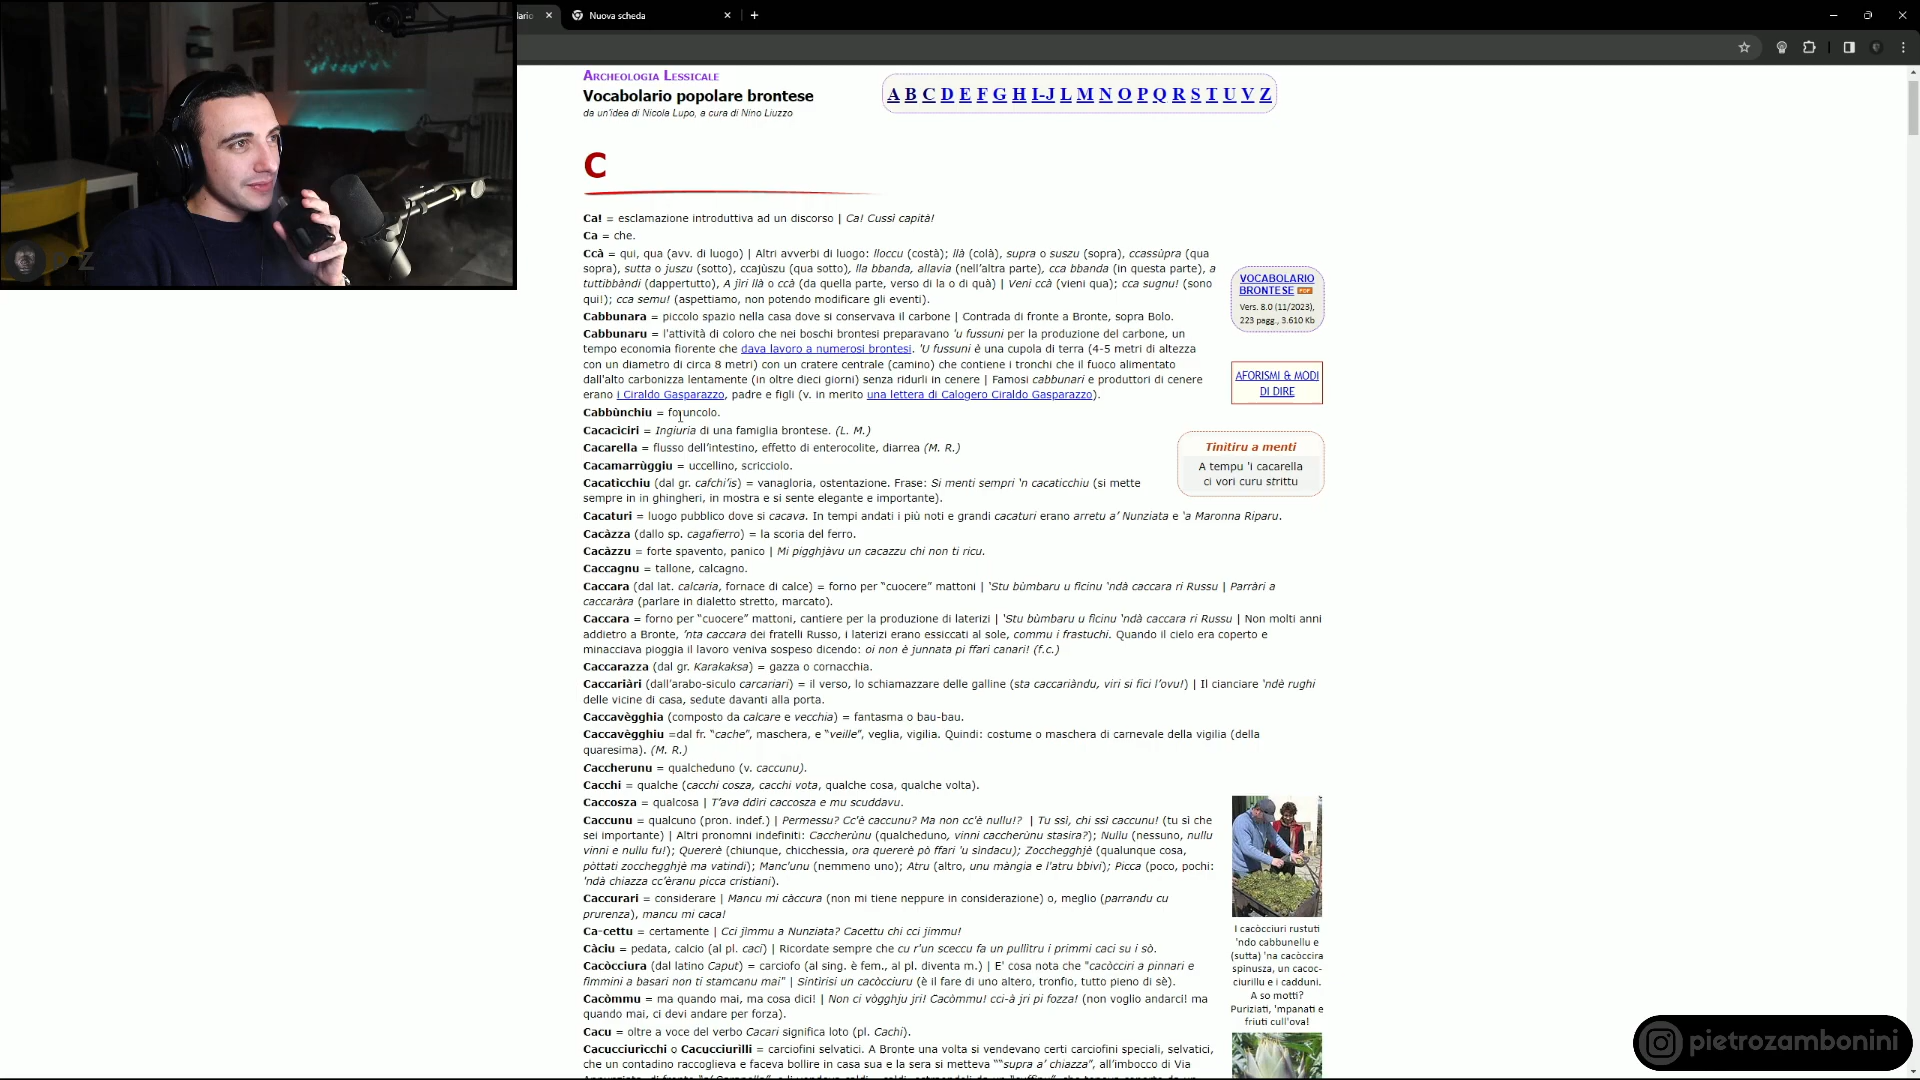 lario
Nuova scheda
Archeologia Lessicale
Vocabolario popolare brontese
da un'idea di Nicola Lupo, a cura di Nino Liuzzo
A B C D E F G H I-J L M N O P Q R S T U V Z
C
Ca! = esclamazione introduttiva ad un discorso | Ca! Cussì capità!
Ca = che.
Ccà = qui, qua (avv. di luogo) | Altri avverbi di luogo: lloccu (costà); llà (colà), supra o suszu (sopra), ccassùpra (qua
sopra), sutta o juszu (sotto), ccajùszu (qua sotto), lla bbanda, allavia (nell'altra parte), cca bbanda (in questa parte), a
tuttibbàndi (dappertutto), A jìri llà o ccà (da quella parte, verso di la o di quà) | Veni ccà (vieni qua); cca sugnu! (sono
qui!); cca semu! (aspettiamo, non potendo modificare gli eventi).
Cabbunara = piccolo spazio nella casa dove si conservava il carbone | Contrada di fronte a Bronte, sopra Bolo.
Cabbunaru = l'attività di coloro che nei boschi brontesi preparavano 'u fussuni per la produzione del carbone, un
tempo economia fiorente che dava lavoro a numerosi brontesi. 'U fussuni è una cupola di terra (4-5 metri di altezza
con un diametro di circa 8 metri) con un cratere centrale (camino) che contiene i tronchi che il fuoco alimentato
dall'alto carbonizza lentamente (in oltre dieci giorni) senza ridurli in cenere | Famosi cabbunari e produttori di cenere
erano i Ciraldo Gasparazzo, padre e figli (v. in merito una lettera di Calogero Ciraldo Gasparazzo).
Cabbùnchiu = foruncolo.
Cacacìciri = Ingiuria di una famiglia brontese. (L. M.)
Cacarella = flusso dell'intestino, effetto di enterocolite, diarrea (M. R.)
Cacamarrùggiu = uccellino, scricciolo.
Cacatìcchiu (dal gr. cafchi'is) = vanagloria, ostentazione. Frase: Si menti sempri 'n cacaticchiu (si mette
sempre in in ghingheri, in mostra e si sente elegante e importante).
Cacaturi = luogo pubblico dove si cacava. In tempi andati i più noti e grandi cacaturi erano arretu a' Nunziata e 'a Maronna Riparu.
Cacàzza (dallo sp. cagafierro) = la scoria del ferro.
Cacàzzu = forte spavento, panico | Mi pigghjàvu un cacazzu chi non ti ricu.
Caccagnu = tallone, calcagno.
Caccara (dal lat. calcaria, fornace di calce) = forno per “cuocere” mattoni | ‘Stu bùmbaru u ficinu ‘ndà caccara ri Russu | Parràri a
caccaràra (parlare in dialetto stretto, marcato).
Caccara = forno per “cuocere” mattoni, cantiere per la produzione di laterizi | ‘Stu bùmbaru u ficinu ‘ndà caccara ri Russu | Non molti anni
addietro a Bronte, 'nta caccara dei fratelli Russo, i laterizi erano essiccati al sole, commu i frastuchi. Quando il cielo era coperto e
minacciava pioggia il lavoro veniva sospeso dicendo: oi non è junnata pi ffari canari! (f.c.)
Caccarazza (dal gr. Karakaksa) = gazza o cornacchia.
Caccariàri (dall'arabo-siculo carcariari) = il verso, lo schiamazzare delle galline (sta caccariàndu, viri si fici l'ovu!) | Il cianciare ‘ndè rughi
delle vicine di casa, sedute davanti alla porta.
Caccavègghia (composto da calcare e vecchia) = fantasma o bau-bau.
Caccavègghiu =dal fr. “cache”, maschera, e “veille”, veglia, vigilia. Quindi: costume o maschera di carnevale della vigilia (della
quaresima). (M. R.)
Caccherunu = qualcheduno (v. caccunu).
Cacchi = qualche (cacchi cosza, cacchi vota, qualche cosa, qualche volta).
Caccosza = qualcosa | T'ava ddìri caccosza e mu scuddavu.
Caccunu = qualcuno (pron. indef.) | Permessu? Cc'è caccunu? Ma non cc'è nullu!? | Tu ssì, chi ssì caccunu! (tu sì che
sei importante) | Altri pronomni indefiniti: Caccherùnu (qualcheduno, vinni caccherùnu stasira?); Nullu (nessuno, nullu
vinni e nullu fu!); Quererè (chiunque, chicchessia, ora quererè pò ffari 'u sindacu); Zocchegghjè (qualunque cosa,
pòttati zocchegghjè ma vatindi); Manc'unu (nemmeno uno); Atru (altro, unu màngia e l'atru bbivi); Picca (poco, pochi:
'ndà chiazza cc'èranu picca cristiani).
Caccurari = considerare | Mancu mi càccura (non mi tiene neppure in considerazione) o, meglio (parrandu cu
prurenza), mancu mi caca!
Ca-cettu = certamente | Cci jìmmu a Nunziata? Cacettu chi cci jimmu!
Càciu = pedata, calcio (al pl. caci) | Ricordate sempre che cu r'un sceccu fa un pullìtru i primmi caci su i sò.
Cacòcciura (dal latino Caput) = carciofo (al sing. è fem., al pl. diventa m.) | E' cosa nota che "cacòcciri a pinnari e
fimmini a basari non ti stamcanu mai" | Sintìrisi un cacòcciuru (è il fare di uno altero, tronfio, tutto pieno di sè).
Cacòmmu = ma quando mai, ma cosa dici! | Non ci vògghju jri! Cacòmmu! cci-à jri pi fozza! (non voglio andarci! ma
quando mai, ci devi andare per forza).
Cacu = oltre a voce del verbo Cacari significa loto (pl. Cachi).
Cacucciuricchi o Cacucciurilli = carciofini selvatici. A Bronte una volta si vendevano certi carciofini speciali, selvatici,
che un contadino raccoglieva e faceva bollire in casa sua e la sera si metteva ““supra a’ chiazza”, all’imbocco di Via
VOCABOLARIO
BRONTESE PDF
Vers. 8.0 (11/2023),
223 pagg., 3.610 Kb
AFORISMI & MODI
DI DIRE
Tinitiru a menti
A tempu 'i cacarella
ci vori curu strittu
I cacòcciuri rustuti
'ndo cabbunellu e
(sutta) 'na cacòccira
spinusza, un cacoc-
ciurillu e i cadduni.
A so motti?
Puriziati, 'mpanati e
friuti cull'ova!
pietrozambonini